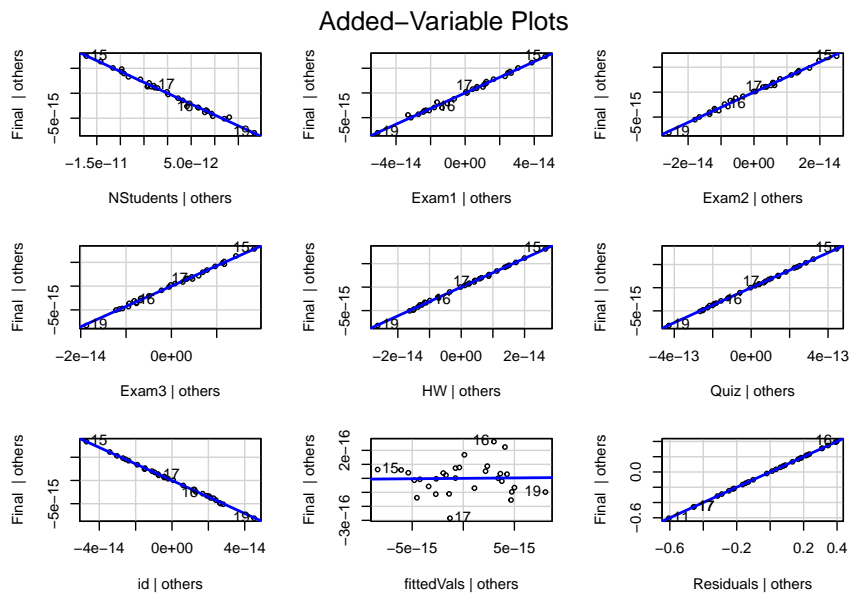 Added−Variable Plots
Final | others
−5e−15
15
17
16
19
−1.5e−11 5.0e−12
NStudents | others
Final | others
−5e−15
15
17
16
19
−4e−14 0e+00 4e−14
Exam1 | others
Final | others
−5e−15
15
17
16
19
−2e−14 0e+00 2e−14
Exam2 | others
Final | others
−5e−15
15
17
16
19
−2e−14 0e+00
Exam3 | others
Final | others
−5e−15
15
17
16
19
−2e−14 0e+00 2e−14
HW | others
Final | others
−5e−15
15
17
16
19
−4e−13 0e+00 4e−13
Quiz | others
Final | others
−5e−15
15
17
16
19
−4e−14 0e+00 4e−14
id | others
Final | others
−3e−16 2e−16
16
15
19
17
−5e−15 5e−15
fittedVals | others
Final | others
−0.6 0.0
16
17
11
−0.6 −0.2 0.2 0.4
Residuals | others